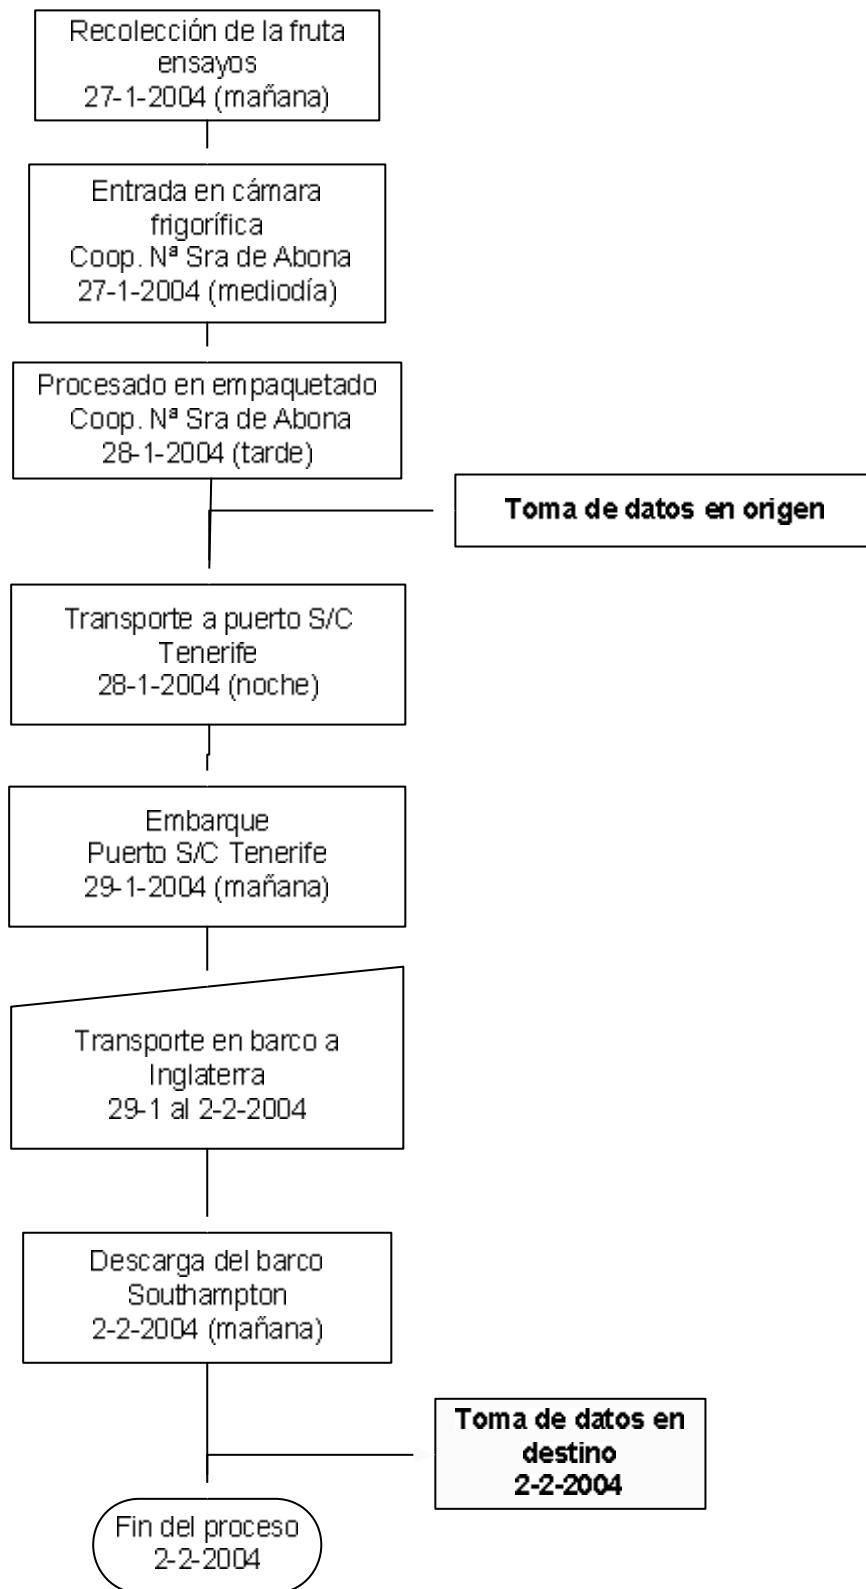 Recolección de la fruta
ensayos
27-1-2004 (mañana)
Entrada en cámara
frigorífica
Coop. Nª Sra de Abona
27-1-2004 (mediodía)
Procesado en empaquetado
Coop. Nª Sra de Abona
28-1-2004 (tarde)
Toma de datos en origen
Transporte a puerto S/C
Tenerife
28-1-2004 (noche)
Embarque
Puerto S/C Tenerife
29-1-2004 (mañana)
Transporte en barco a
Inglaterra
29-1 al 2-2-2004
Descarga del barco
Southampton
2-2-2004 (mañana)
Toma de datos en
destino
2-2-2004
Fin del proceso
2-2-2004